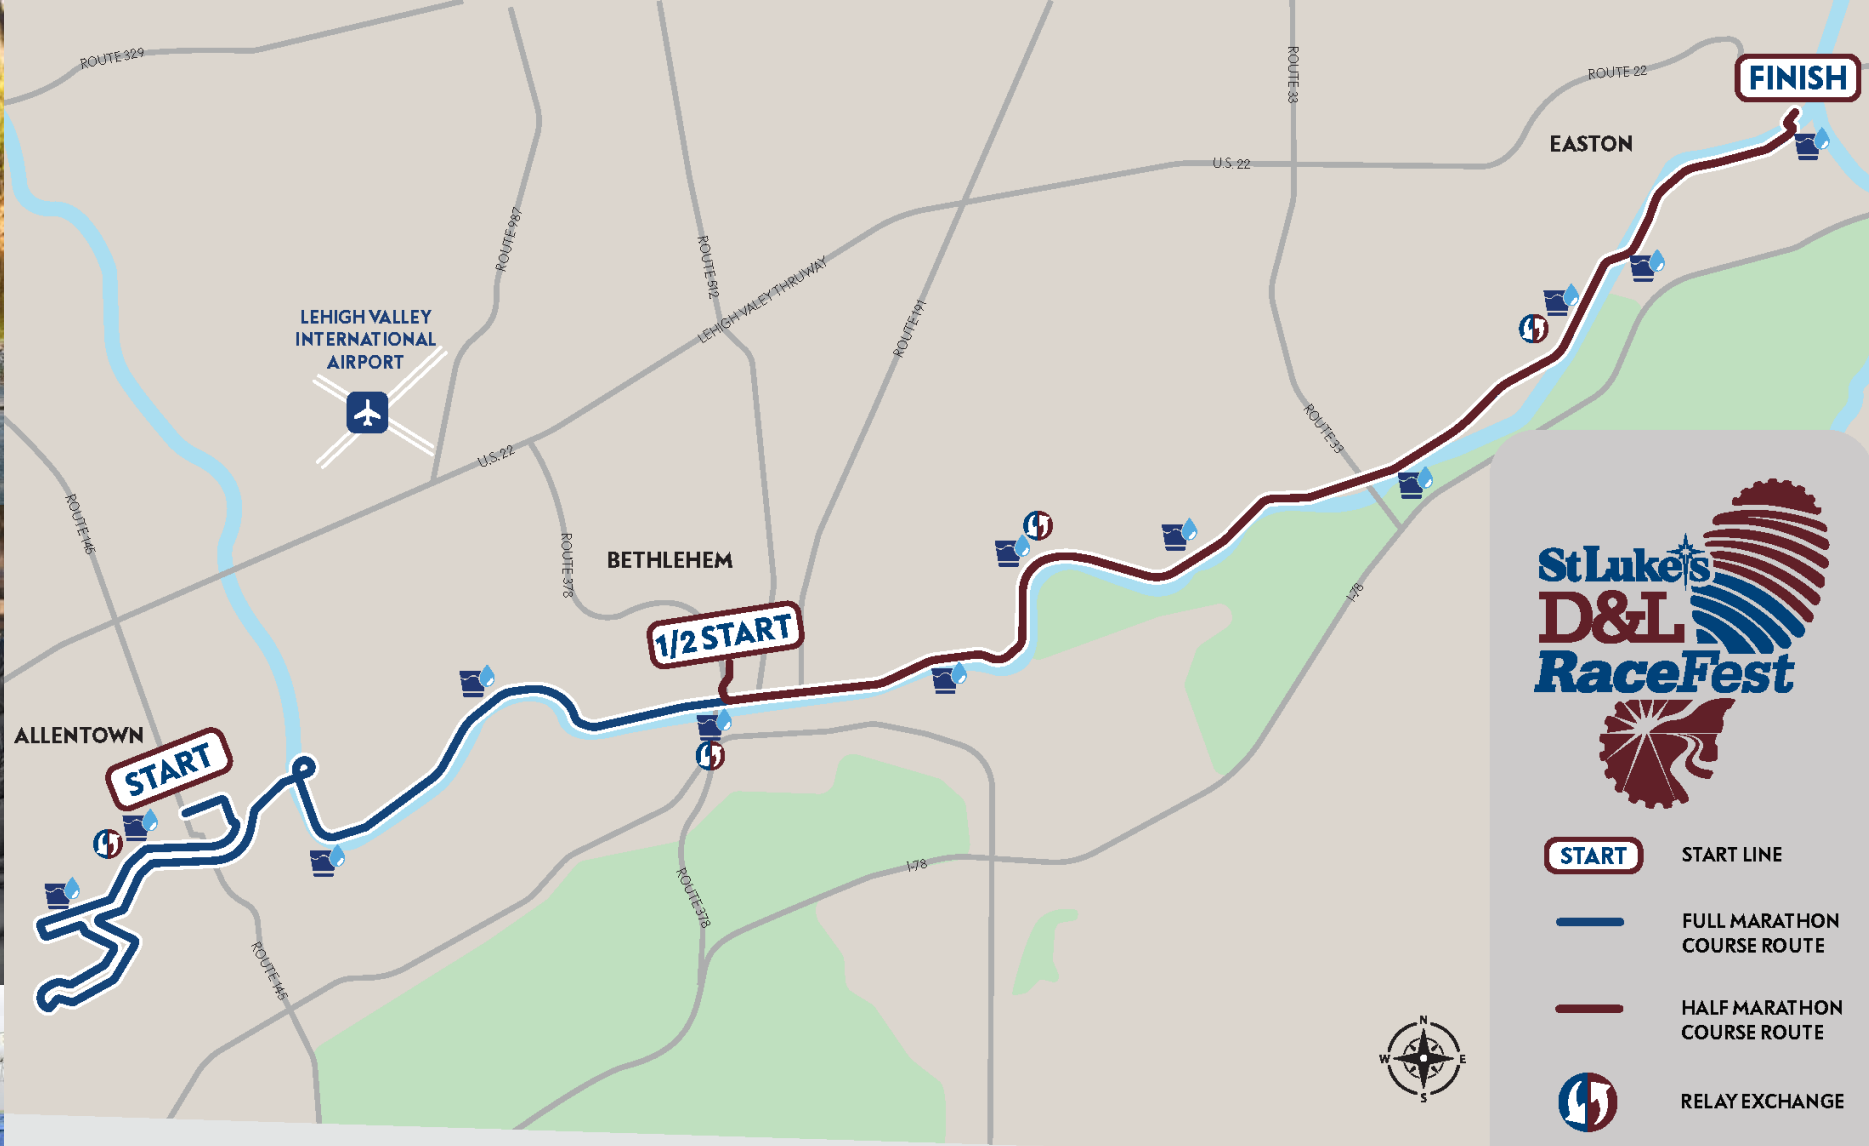 ROUTE 329
ROUTE 987
ROUTE 512
ROUTE 33
ROUTE 22
FINISH
EASTON
U.S. 22
LEHIGH VALEY THRUWAY
ROUTE 191
LEHIGH VALLEY
INTERNATIONAL
AIRPORT
U.S. 22
ROUTE 33
ROUTE 145
ROUTE 378
BETHLEHEM
1/2 START
I-78
ALLENTOWN
START
I-78
ROUTE 378
ROUTE 145
N
W
E
S
St Luke's
D&L
RaceFest
START
START LINE
FULL MARATHON
COURSE ROUTE
HALF MARATHON
COURSE ROUTE
RELAY EXCHANGE